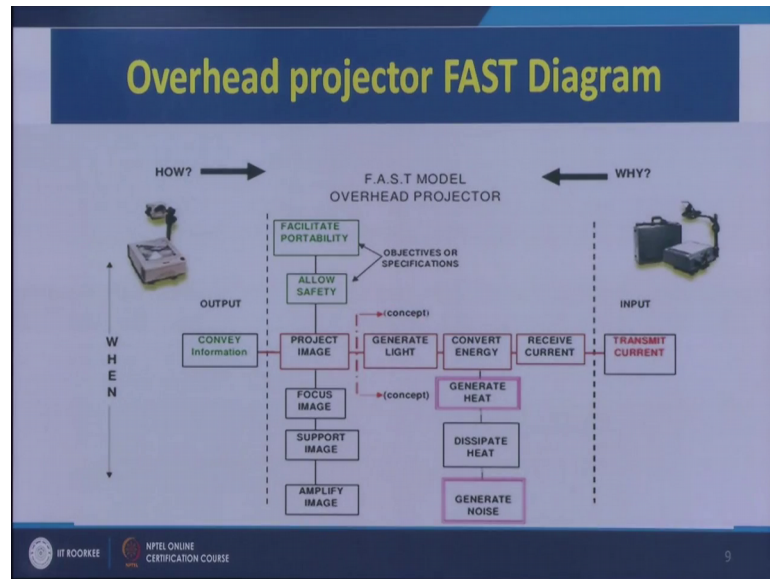 Overhead projector FAST Diagram
HOW?
WHY?
F.A.S.T MODEL
OVERHEAD PROJECTOR
FACILITATE
PORTABILITY
OBJECTIVES OR
SPECIFICATIONS
ALLOW
SAFETY
OUTPUT
INPUT
(concept)
CONVEY
Information
PROJECT
IMAGE
GENERATE
LIGHT
CONVERT
ENERGY
RECEIVE
CURRENT
TRANSMIT
CURRENT
WHEN
(concept)
FOCUS
IMAGE
GENERATE
HEAT
SUPPORT
IMAGE
DISSIPATE
HEAT
AMPLIFY
IMAGE
GENERATE
NOISE
IIT ROORKEE
NPTEL ONLINE
CERTIFICATION COURSE
9